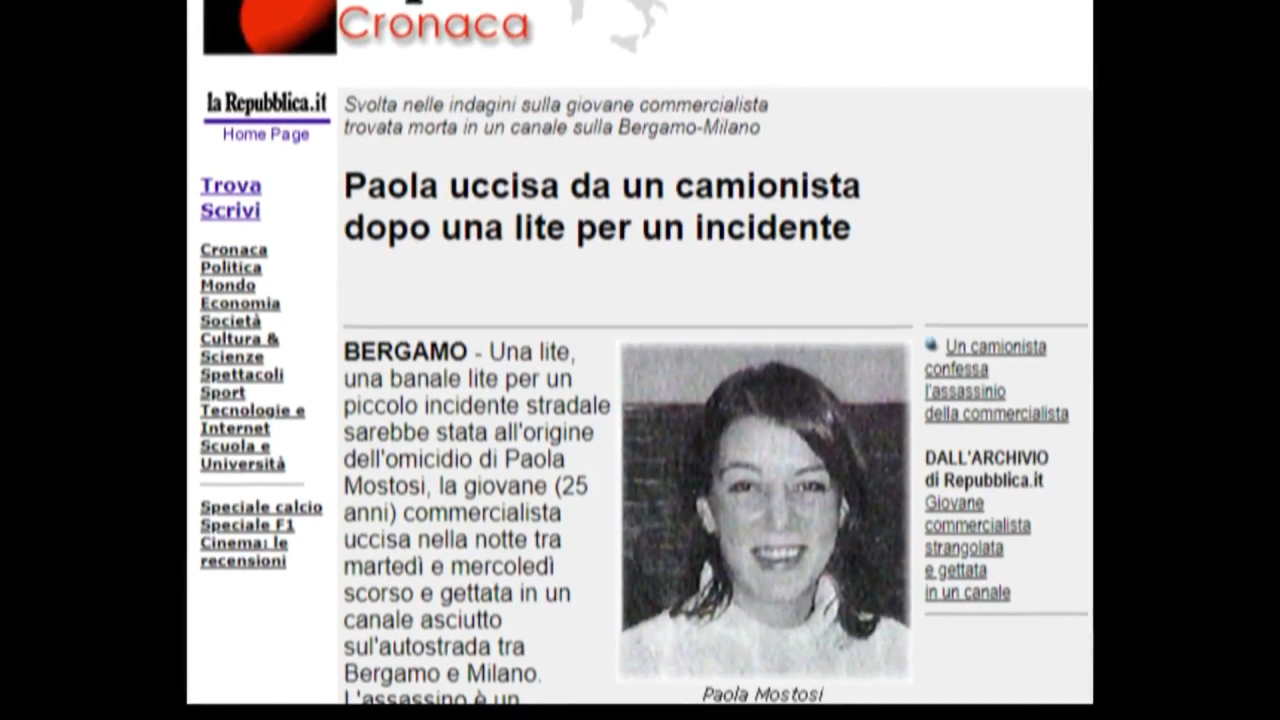 Cronaca
la Repubblica.it
Home Page
Trova
Scrivi
Cronaca
Politica
Mondo
Economia
Società
Cultura &
Scienze
Spettacoli
Sport
Tecnologie e
Internet
Scuola e
Università
Speciale calcio
Speciale F1
Cinema: le
recensioni
Svolta nelle indagini sulla giovane commercialista
trovata morta in un canale sulla Bergamo-Milano
Paola uccisa da un camionista
dopo una lite per un incidente
BERGAMO - Una lite,
una banale lite per un
piccolo incidente stradale
sarebbe stata all'origine
dell'omicidio di Paola
Mostosi, la giovane (25
anni) commercialista
uccisa nella notte tra
martedì e mercoledì
scorso e gettata in un
canale asciutto
sul'autostrada tra
Bergamo e Milano.
L'assassino è un
Paola Mostosi
Un camionista
confessa
l'assassinio
della commercialista
DALL'ARCHIVIO
di Repubblica.it
Giovane
commercialista
strangolata
e gettata
in un canale